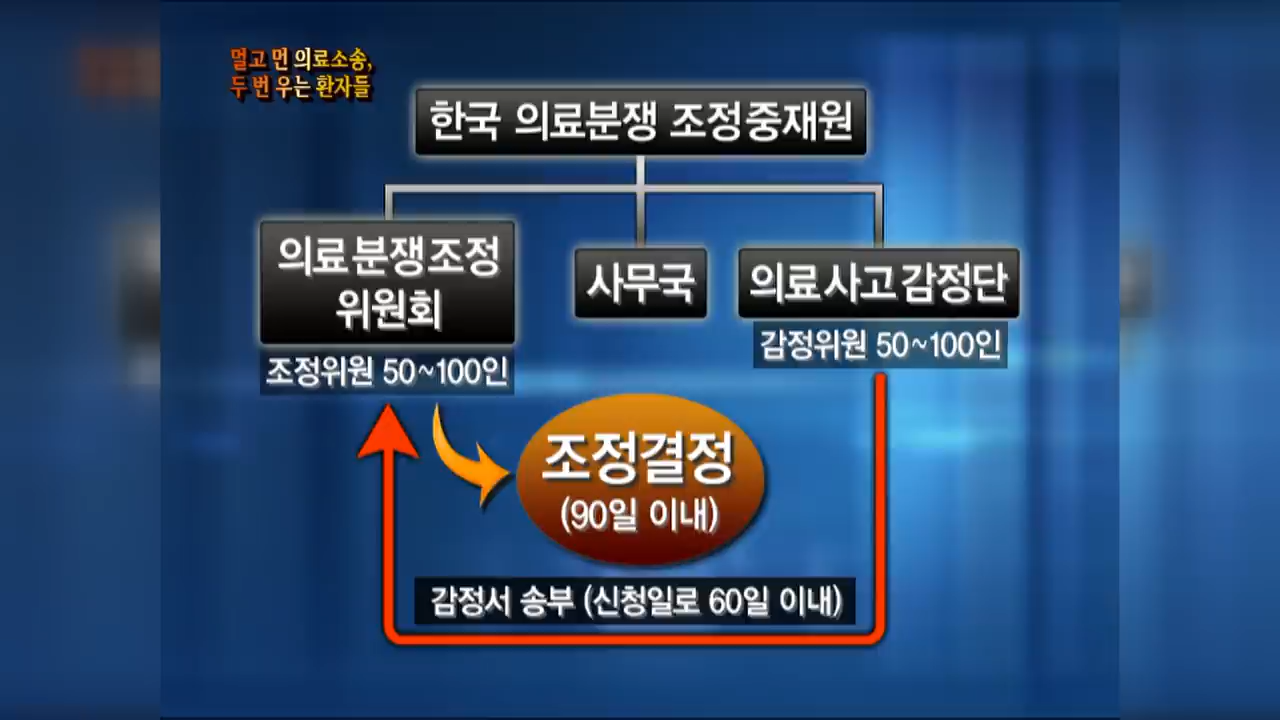 멀고 먼 의료소송,
두 번 우는 환자들
한국 의료분쟁 조정중재원
의료분쟁조정
위원회
조정위원 50~100인
사무국
의료사고감정단
감정위원 50~100인
조정결정
(90일 이내)
감정서 송부 (신청일로 60일 이내)